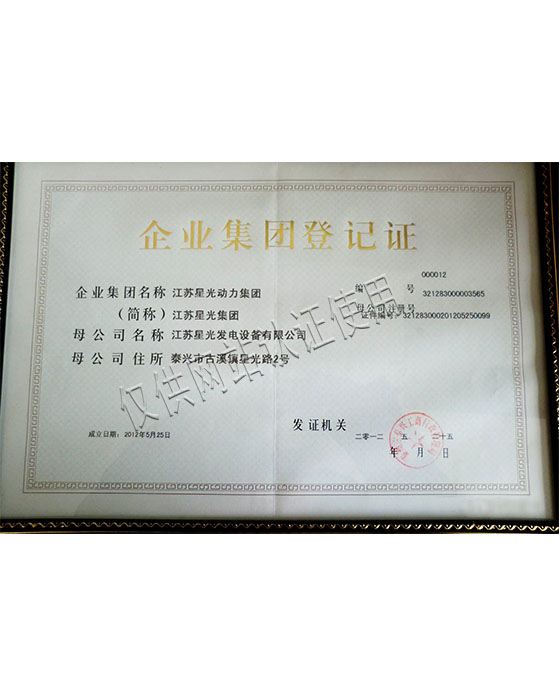 企业集团登记证
000012
编 号
321283000003565
企业集团名称 江苏星光动力集团
(简称) 江苏星光集团
母公司注册号
证件编号: 321283000201205250099
母公司名称 江苏星光发电设备有限公司
母公司住所 泰兴市古溪镇星光路2号
仅供网站认证使用
发证机关
成立日期: 2012年5月25日
二〇一二 五 二十五
年 月 日